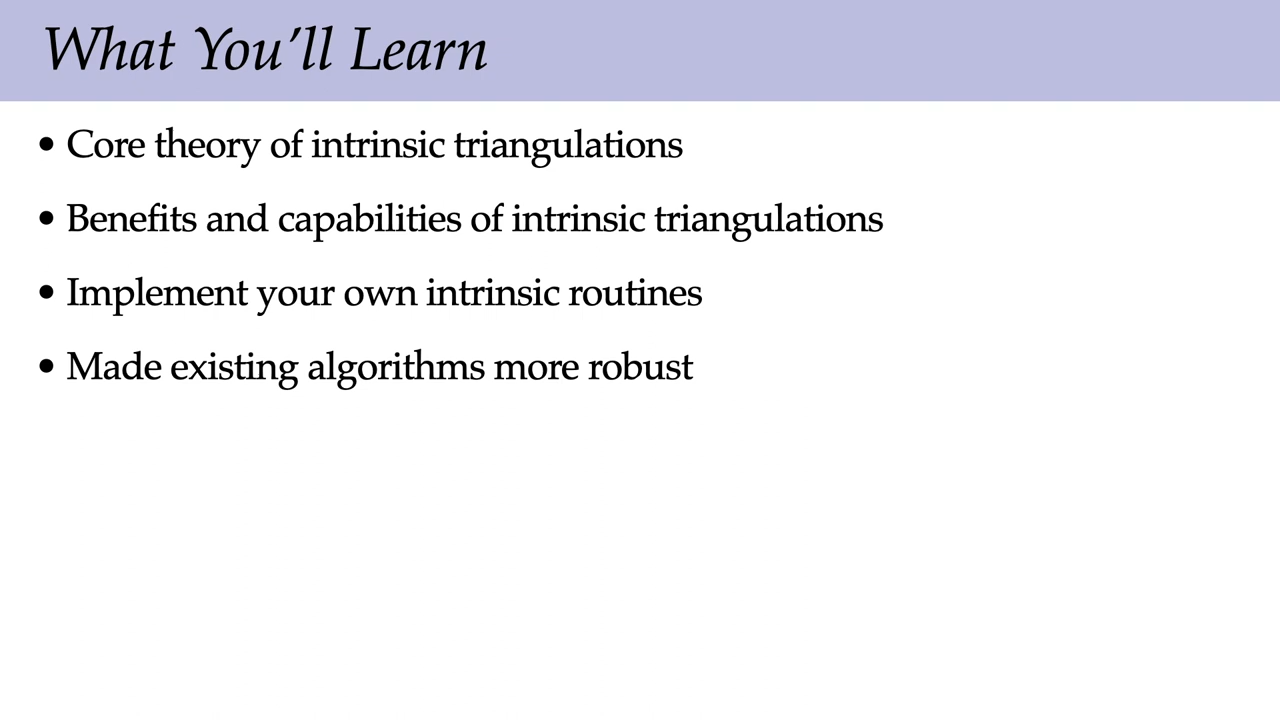 What You’ll Learn
• Core theory of intrinsic triangulations
• Benefits and capabilities of intrinsic triangulations
• Implement your own intrinsic routines
• Made existing algorithms more robust